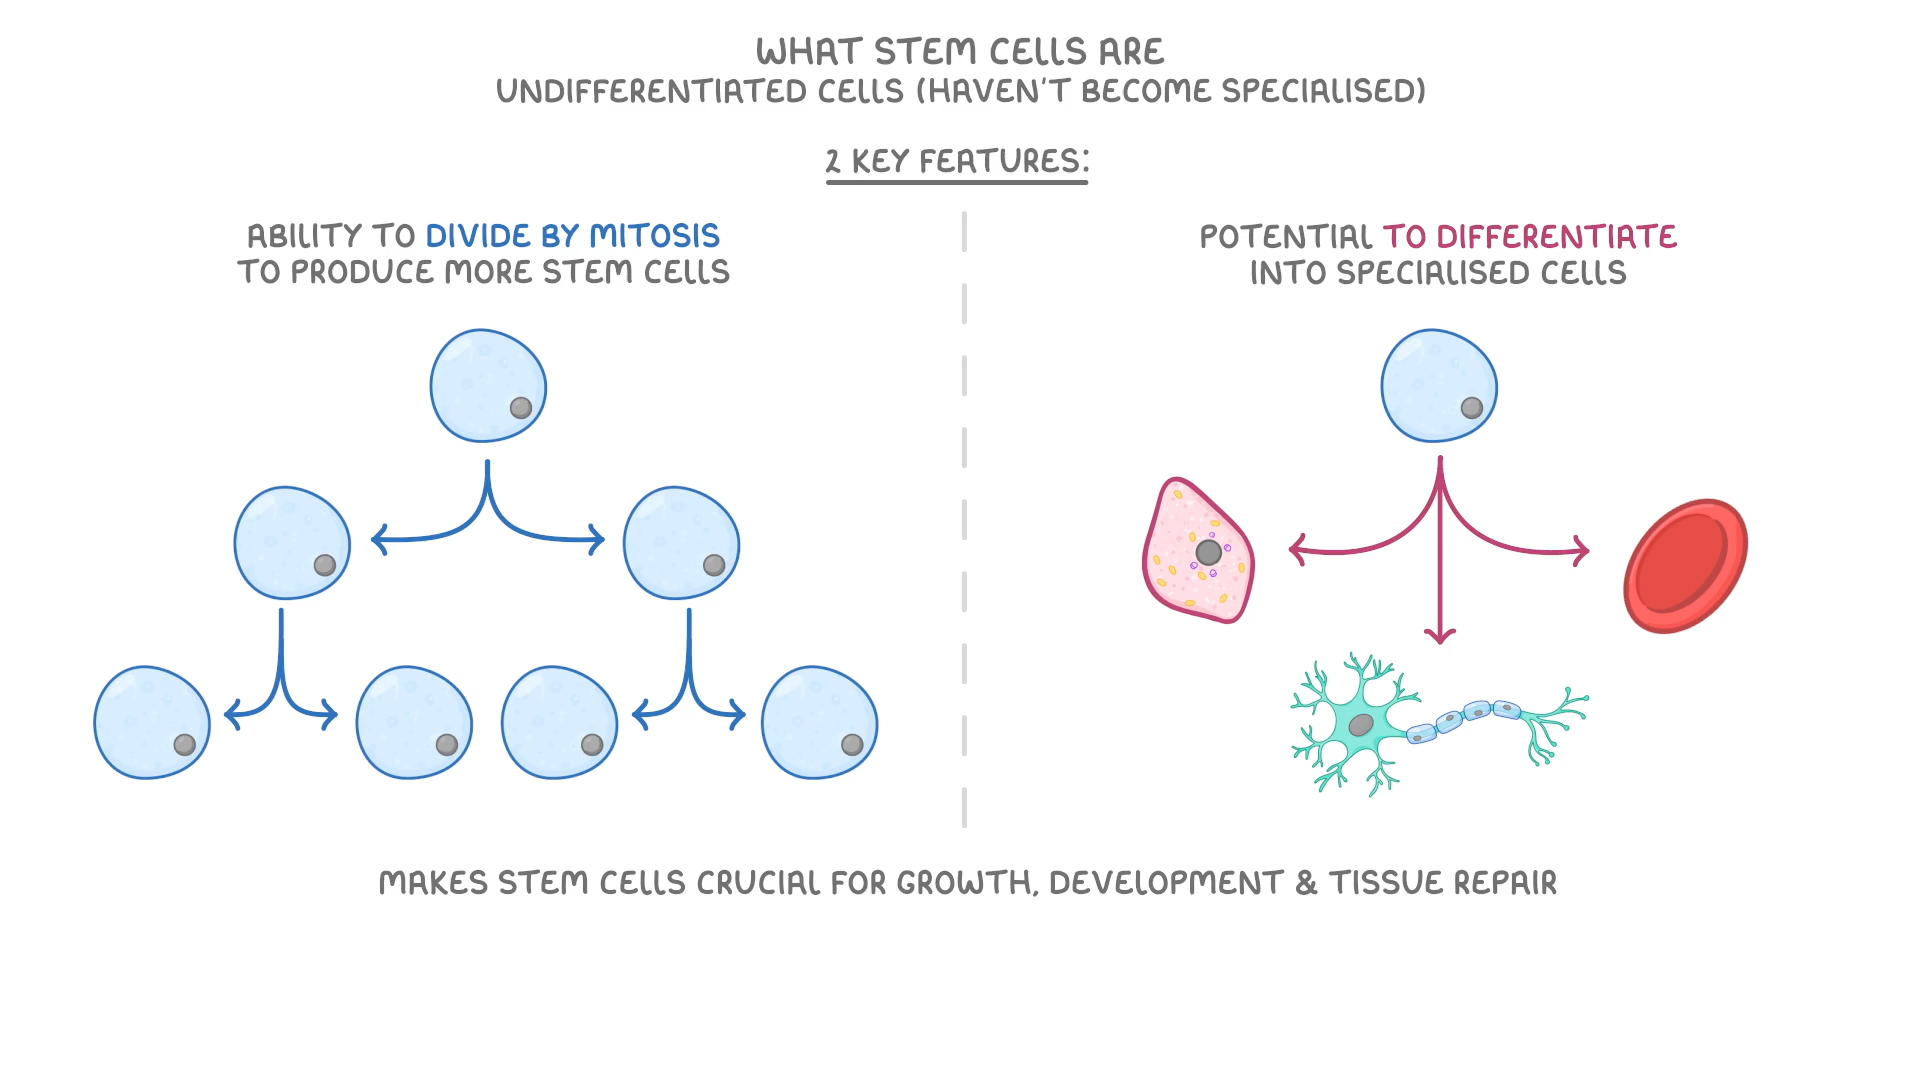 WHAT STEM CELLS ARE
UNDIFFERENTIATED CELLS (HAVEN'T BECOME SPECIALISED)
2 KEY FEATURES:
ABILITY TO DIVIDE BY MITOSIS
TO PRODUCE MORE STEM CELLS
POTENTIAL TO DIFFERENTIATE
INTO SPECIALISED CELLS
MAKES STEM CELLS CRUCIAL FOR GROWTH, DEVELOPMENT & TISSUE REPAIR